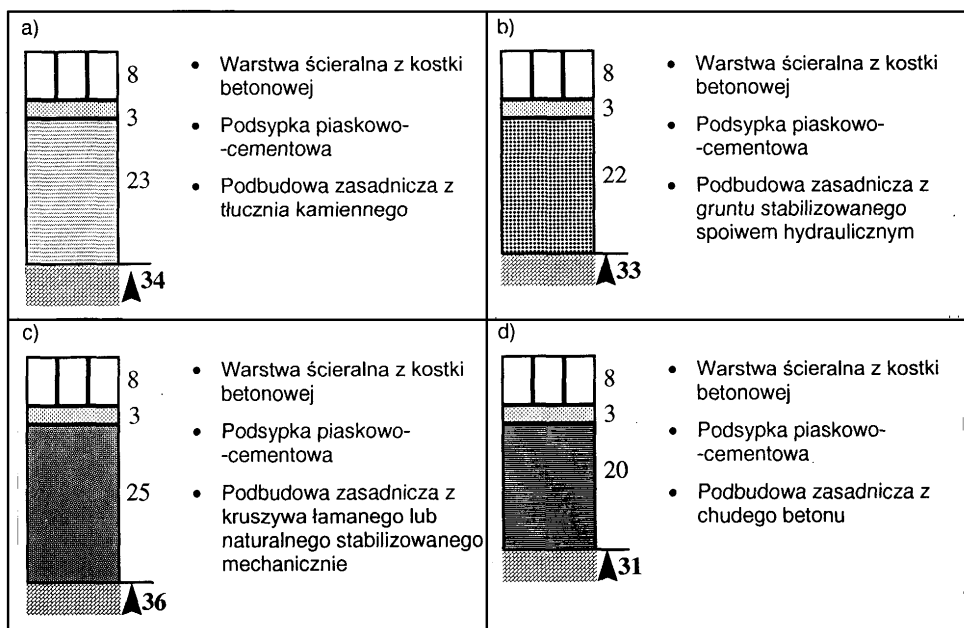 a)
8
3
23
34
• Warstwa ścieralna z kostki
betonowej
• Podsypka piaskowo-
-cementowa
• Podbudowa zasadnicza z
tłucznia kamiennego
b)
8
3
22
33
• Warstwa ścieralna z kostki
betonowej
• Podsypka piaskowo-
-cementowa
• Podbudowa zasadnicza z
gruntu stabilizowanego
spoiwem hydraulicznym
c)
8
3
25
36
• Warstwa ścieralna z kostki
betonowej
• Podsypka piaskowo-
-cementowa
• Podbudowa zasadnicza z
kruszywa łamanego lub
naturalnego stabilizowanego
mechanicznie
d)
8
3
20
31
• Warstwa ścieralna z kostki
betonowej
• Podsypka piaskowo-
-cementowa
• Podbudowa zasadnicza z
chudego betonu